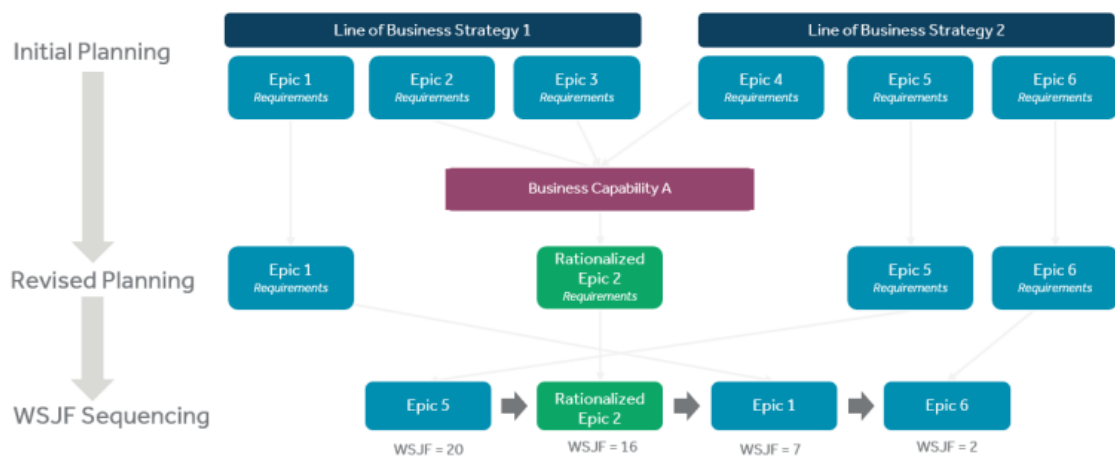 Line of Business Strategy 1
Line of Business Strategy 2
Initial Planning
Epic 1
Requirements
Epic 2
Requirements
Epic 3
Requirements
Epic 4
Requirements
Epic 5
Requirements
Epic 6
Requirements
Business Capability A
Revised Planning
Epic 1
Requirements
Rationalized
Epic 2
Requirements
Epic 5
Requirements
Epic 6
Requirements
WSJF Sequencing
Epic 5
Rationalized
Epic 2
Epic 1
Epic 6
WSJF = 20
WSJF = 16
WSJF = 7
WSJF = 2